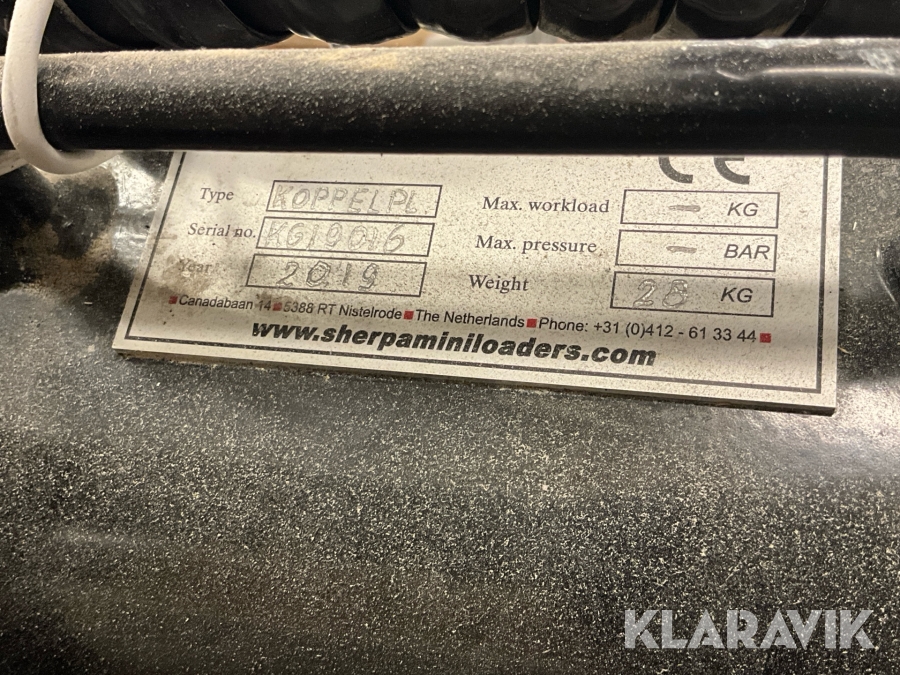 CE
Type KOPPELPL Max. workload — KG
Serial no. KG19046 Max. pressure — BAR
Year 2019 Weight 28 KG
Canadabaan 14 ■ 5388 RT Nistelrode ■ The Netherlands ■ Phone: +31 (0)412 - 61 33 44
www.sherpaminiloaders.com
KLARAVIK